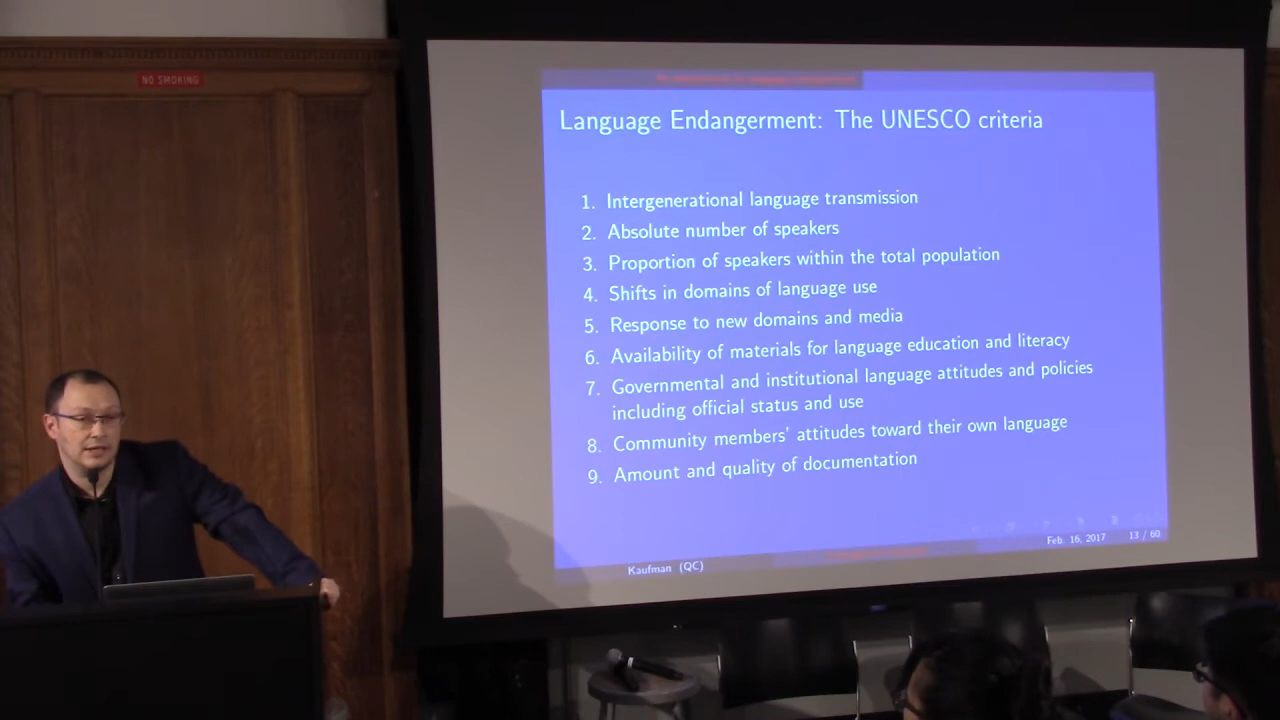 NO SMOKING
Language Endangerment: The UNESCO criteria
1. Intergenerational language transmission
2. Absolute number of speakers
3. Proportion of speakers within the total population
4. Shifts in domains of language use
5. Response to new domains and media
6. Availability of materials for language education and literacy
7. Governmental and institutional language attitudes and policies
including official status and use
8. Community members' attitudes toward their own language
9. Amount and quality of documentation
Kaufman (QC)
Feb. 16, 2017 13 / 60